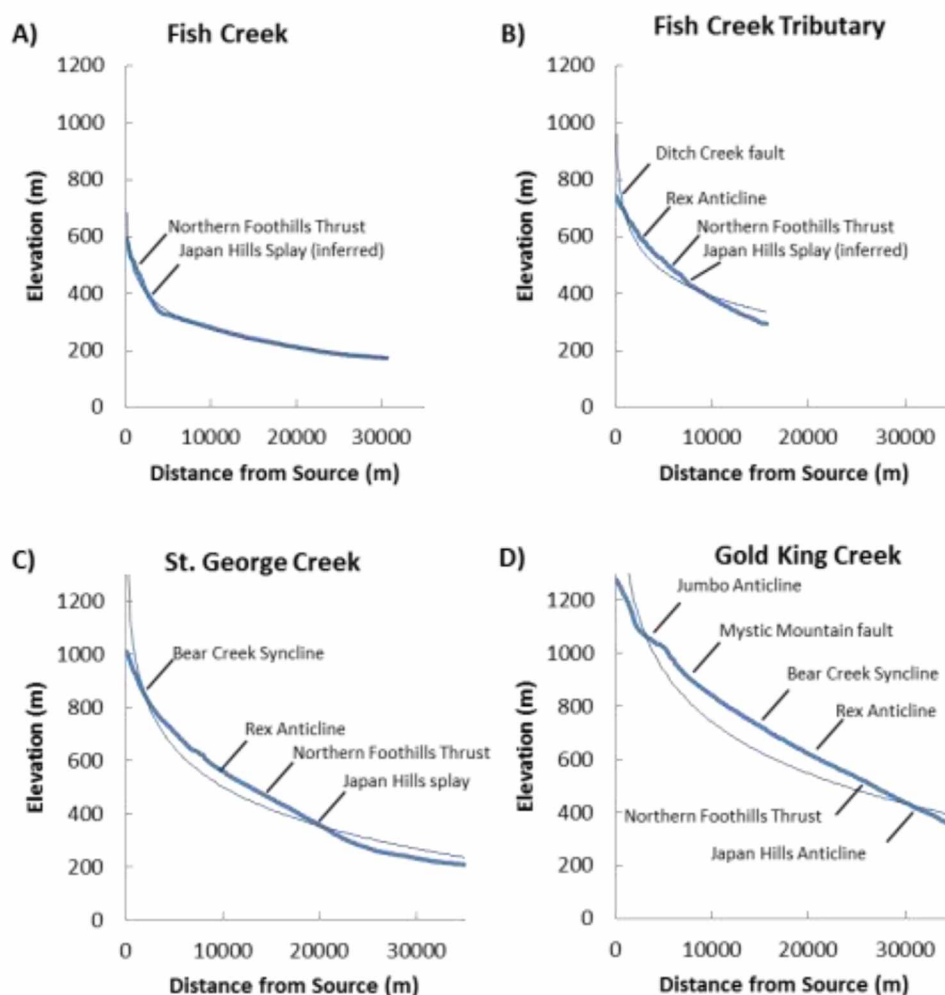 A)
Fish Creek
1200
1000
800
600
400
200
0
Elevation (m)
Northern Foothills Thrust
Japan Hills Splay (inferred)
0 10000 20000 30000
Distance from Source (m)
B)
Fish Creek Tributary
1200
1000
800
600
400
200
0
Elevation (m)
Ditch Creek fault
Rex Anticline
Northern Foothills Thrust
Japan Hills Splay (inferred)
0 10000 20000 30000
Distance from Source (m)
C)
St. George Creek
1200
1000
800
600
400
200
0
Elevation (m)
Bear Creek Syncline
Rex Anticline
Northern Foothills Thrust
Japan Hills splay
0 10000 20000 30000
Distance from Source (m)
D)
Gold King Creek
1200
1000
800
600
400
200
0
Elevation (m)
Jumbo Anticline
Mystic Mountain fault
Bear Creek Syncline
Rex Anticline
Northern Foothills Thrust
Japan Hills Anticline
0 10000 20000 30000
Distance from Source (m)